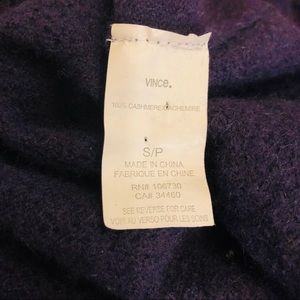 VINCE.
100% CASHMERE/CACHEMIRE
S/P
MADE IN CHINA
FABRIQUE EN CHINE
RN# 106730
CA# 34460
SEE REVERSE FOR CARE
VOIR AU VERSO POUR LES SOINS